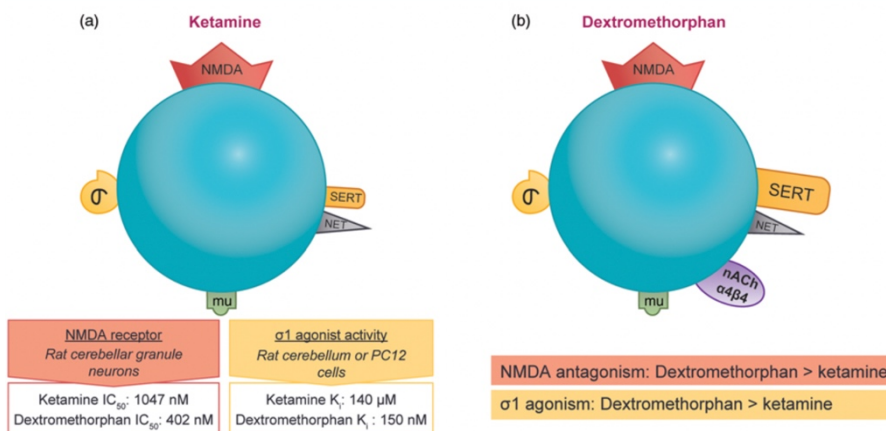 (a)
Ketamine
NMDA
σ
SERT
NET
mu
NMDA receptor
Rat cerebellar granule
neurons
Ketamine IC50: 1047 nM
Dextromethorphan IC50: 402 nM
σ1 agonist activity
Rat cerebellum or PC12
cells
Ketamine Ki: 140 µM
Dextromethorphan Ki : 150 nM
(b)
Dextromethorphan
NMDA
σ
SERT
NET
nACh
α4β4
mu
NMDA antagonism: Dextromethorphan > ketamine
σ1 agonism: Dextromethorphan > ketamine